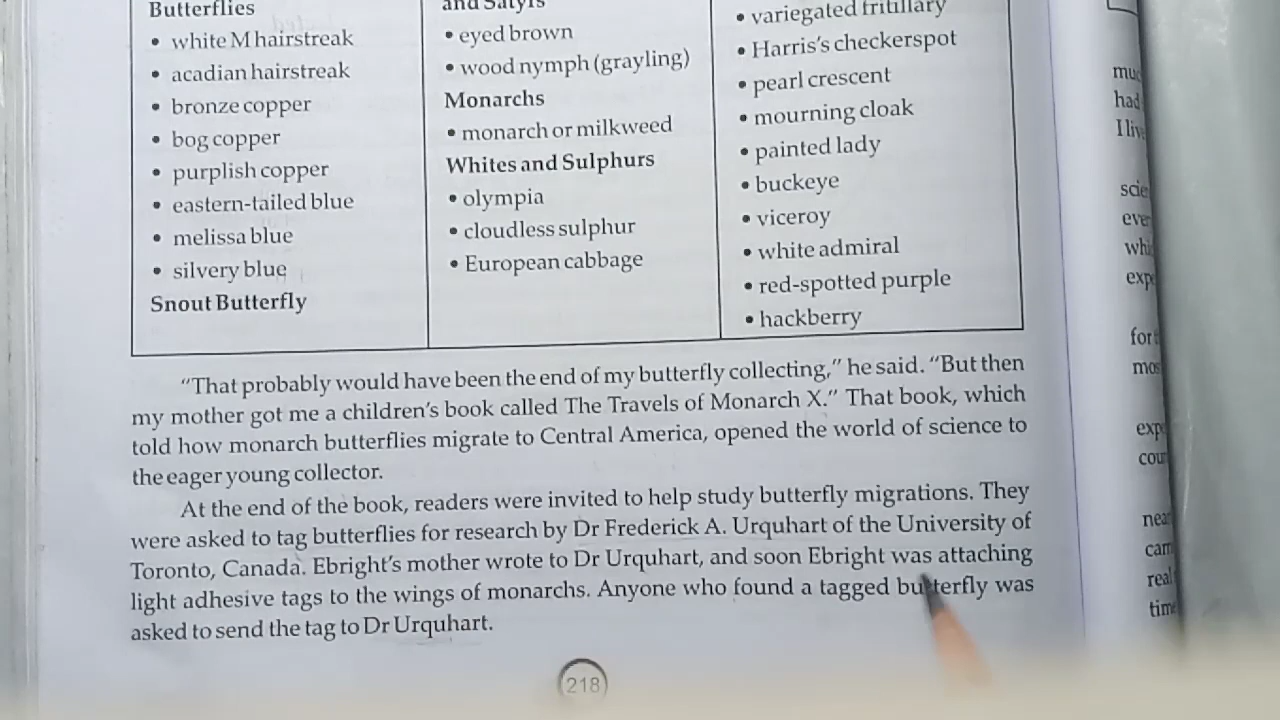 Butterflies
• white M hairstreak
• acadian hairstreak
• bronze copper
• bog copper
• purplish copper
• eastern-tailed blue
• melissa blue
• silvery blue
Snout Butterfly
and Satyrs
• eyed brown
• wood nymph (grayling)
Monarchs
• monarch or milkweed
Whites and Sulphurs
• olympia
• cloudless sulphur
• European cabbage
• variegated fritillary
• Harris's checkerspot
• pearl crescent
• mourning cloak
• painted lady
• buckeye
• viceroy
• white admiral
• red-spotted purple
• hackberry
“That probably would have been the end of my butterfly collecting,” he said. “But then
my mother got me a children's book called The Travels of Monarch X.” That book, which
told how monarch butterflies migrate to Central America, opened the world of science to
the eager young collector.
At the end of the book, readers were invited to help study butterfly migrations. They
were asked to tag butterflies for research by Dr Frederick A. Urquhart of the University of
Toronto, Canada. Ebright's mother wrote to Dr Urquhart, and soon Ebright was attaching
light adhesive tags to the wings of monarchs. Anyone who found a tagged butterfly was
asked to send the tag to Dr Urquhart.
218
had
for